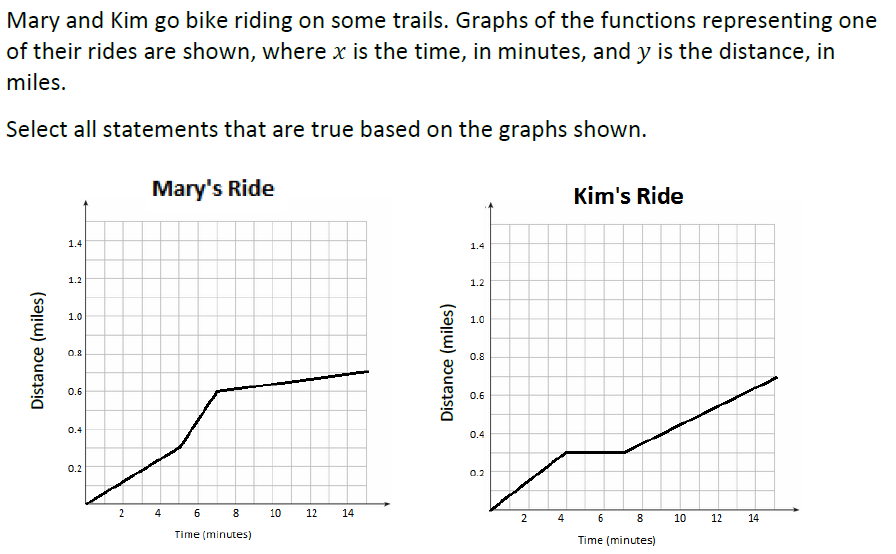 Mary and Kim go bike riding on some trails. Graphs of the functions representing one
of their rides are shown, where x is the time, in minutes, and y is the distance, in
miles.
Select all statements that are true based on the graphs shown.
Mary's Ride
Distance (miles)
1.4
1.2
1.0
0.8
0.6
0.4
0.2
2 4 6 8 10 12 14
Time (minutes)
Kim's Ride
Distance (miles)
1.4
1.2
1.0
0.8
0.6
0.4
0.2
2 4 6 8 10 12 14
Time (minutes)